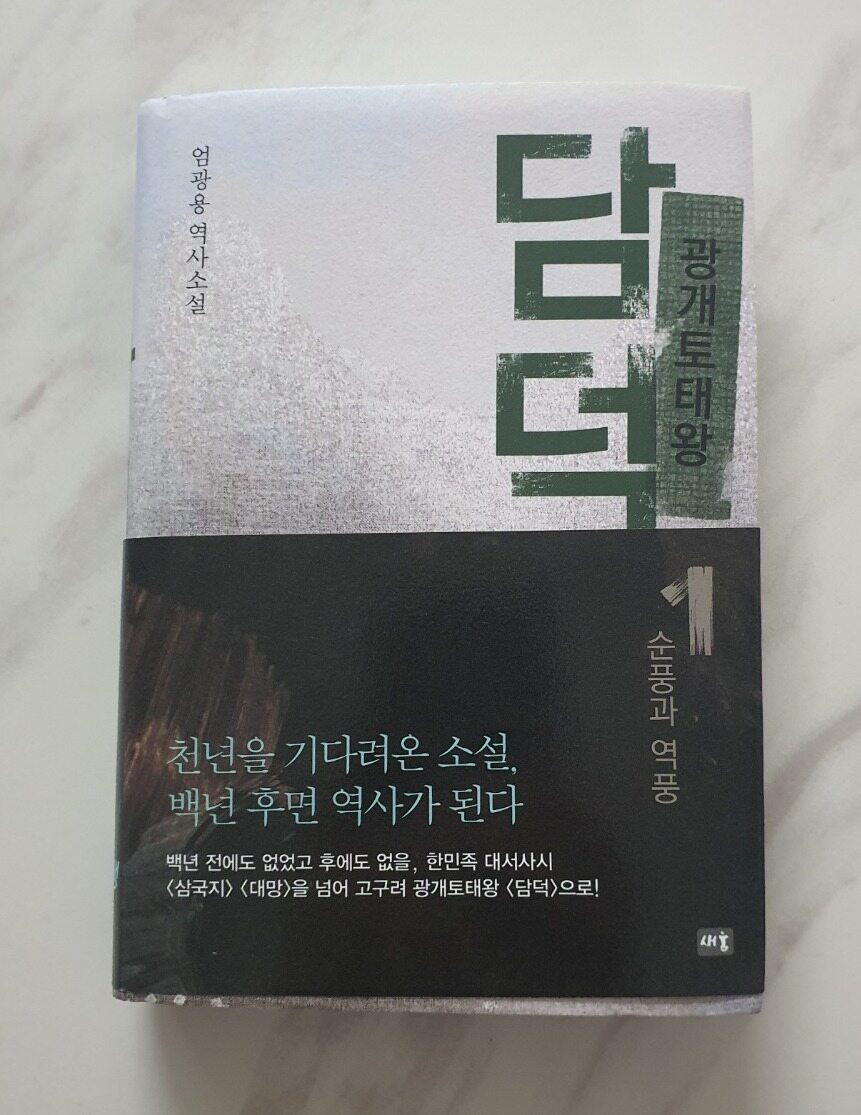 엄광용 역사소설
담덕
광개토태왕
1
순풍과 역풍
천년을 기다려온 소설,
백년 후면 역사가 된다
백년 전에도 없었고 후에도 없을, 한민족 대서사시
〈삼국지〉 〈대망〉을 넘어 고구려 광개토태왕 〈담덕〉으로!
새움